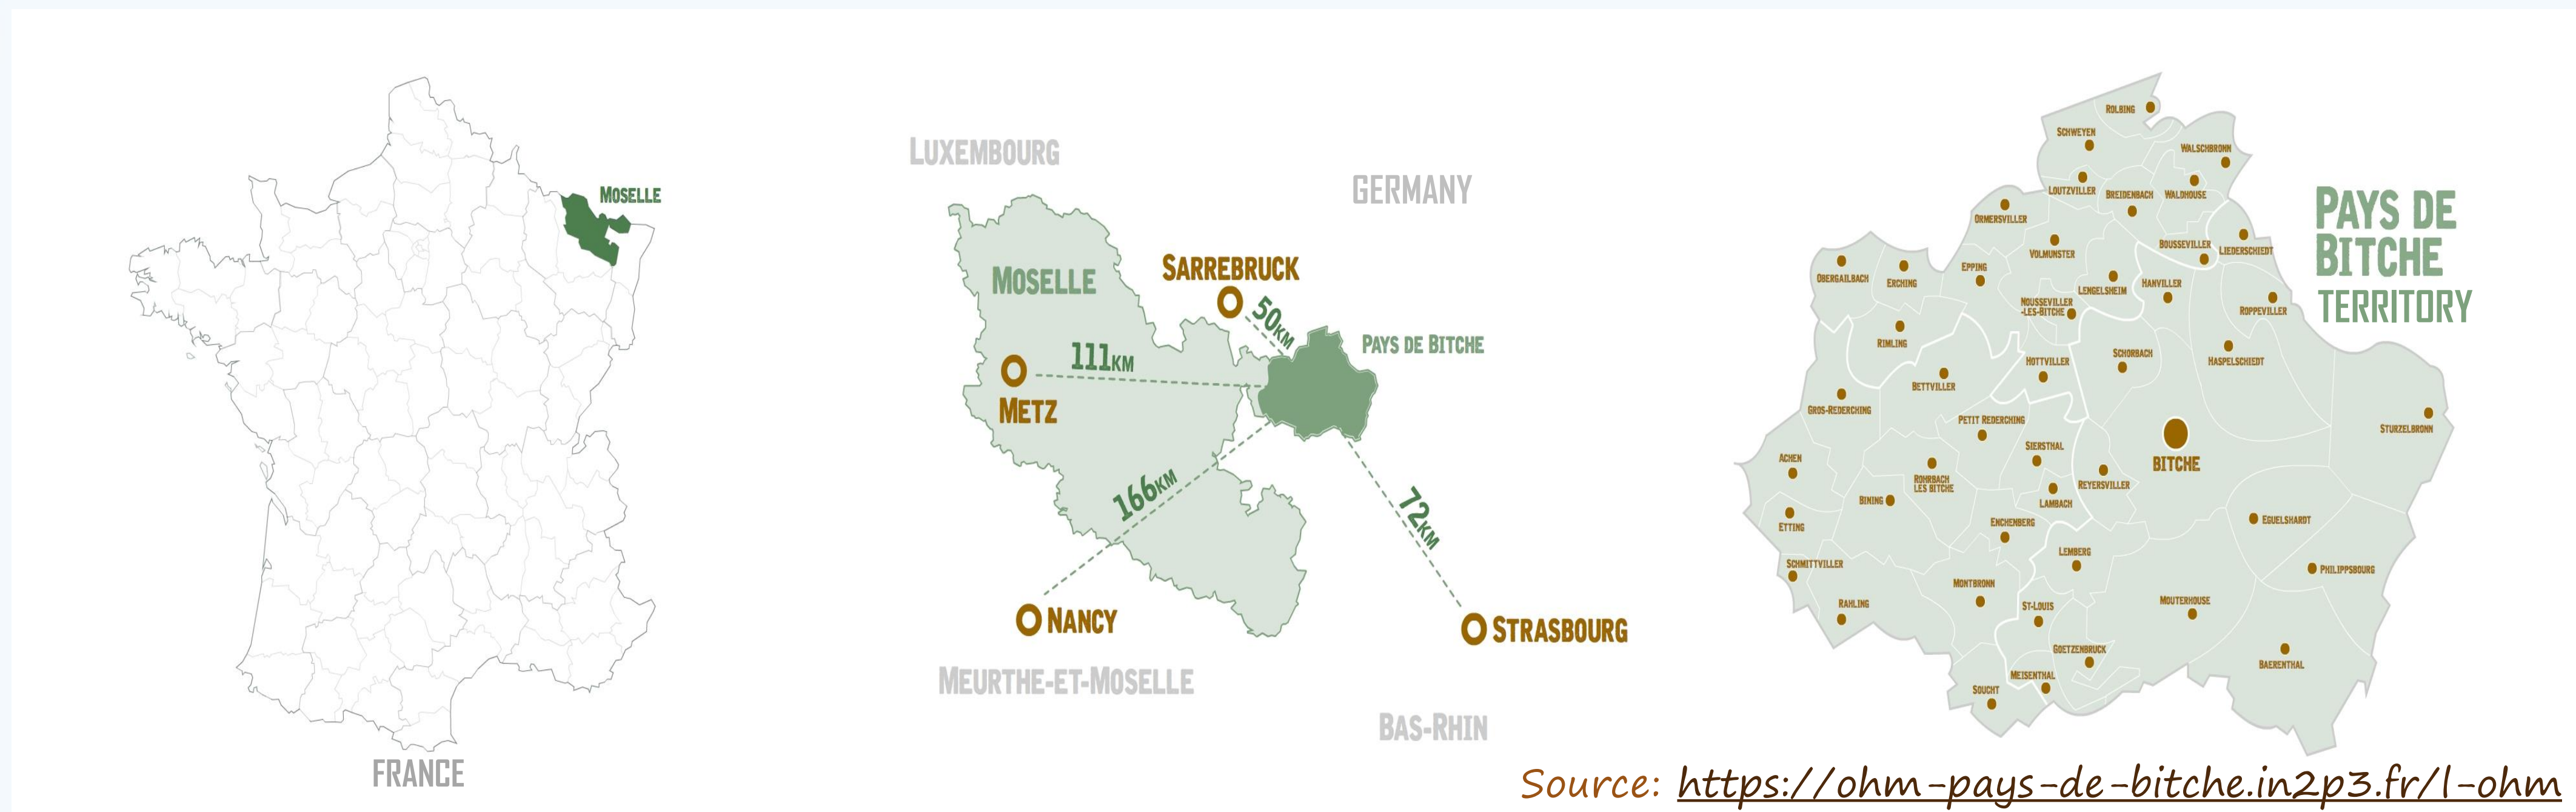 MOSELLE
FRANCE
LUXEMBOURG
GERMANY
MOSELLE
SARREBRUCK
50KM
PAYS DE BITCHE
111KM
METZ
166KM
72KM
NANCY
STRASBOURG
MEURTHE-ET-MOSELLE
BAS-RHIN
PAYS DE
BITCHE
TERRITORY
ROLBING
SCHWEYEN
WALSCHBRONN
LOUTZVILLER
BREIDENBACH
WALDHOUSE
ORMERSVILLER
VOLMUNSTER
BOUSSEVILLER
LIEDERSCHIEDT
OBERGAILBACH
ERCHING
EPPING
LENGELSHEIM
HANVILLER
NOUSSEVILLER
-LES-BITCHE
ROPPEVILLER
RIMLING
HOTTVILLER
SCHORBACH
HASPELSCHIEDT
BETTVILLER
GROS-REDERCHING
PETIT REDERCHING
STURZELBRONN
SIERSTHAL
ACHEN
BITCHE
ROHRBACH
LES BITCHE
REYERSVILLER
BINING
LAMBACH
ETTING
ENCHENBERG
EGUELSHARDT
LEMBERG
SCHMITTVILLER
PHILIPPSBOURG
MONTBRONN
RAHLING
ST-LOUIS
MOUTERHOUSE
GOETZENBRUCK
BAERENTHAL
MEISENTHAL
SOUCHT
Source: https://ohm-pays-de-bitche.in2p3.fr/l-ohm